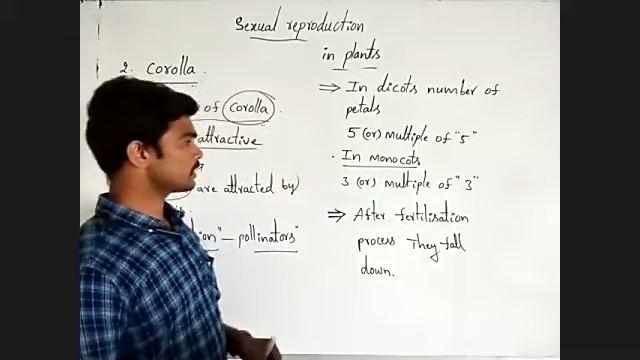 Sexual reproduction
in plants
2. Corolla
of Corolla.
attractive
are attracted by
pollinators"
⇒ In dicots number of
petals
5 (or) multiple of "5"
. In monocots
3 (or) multiple of "3"
⇒ After fertilisation
process They fall
down.